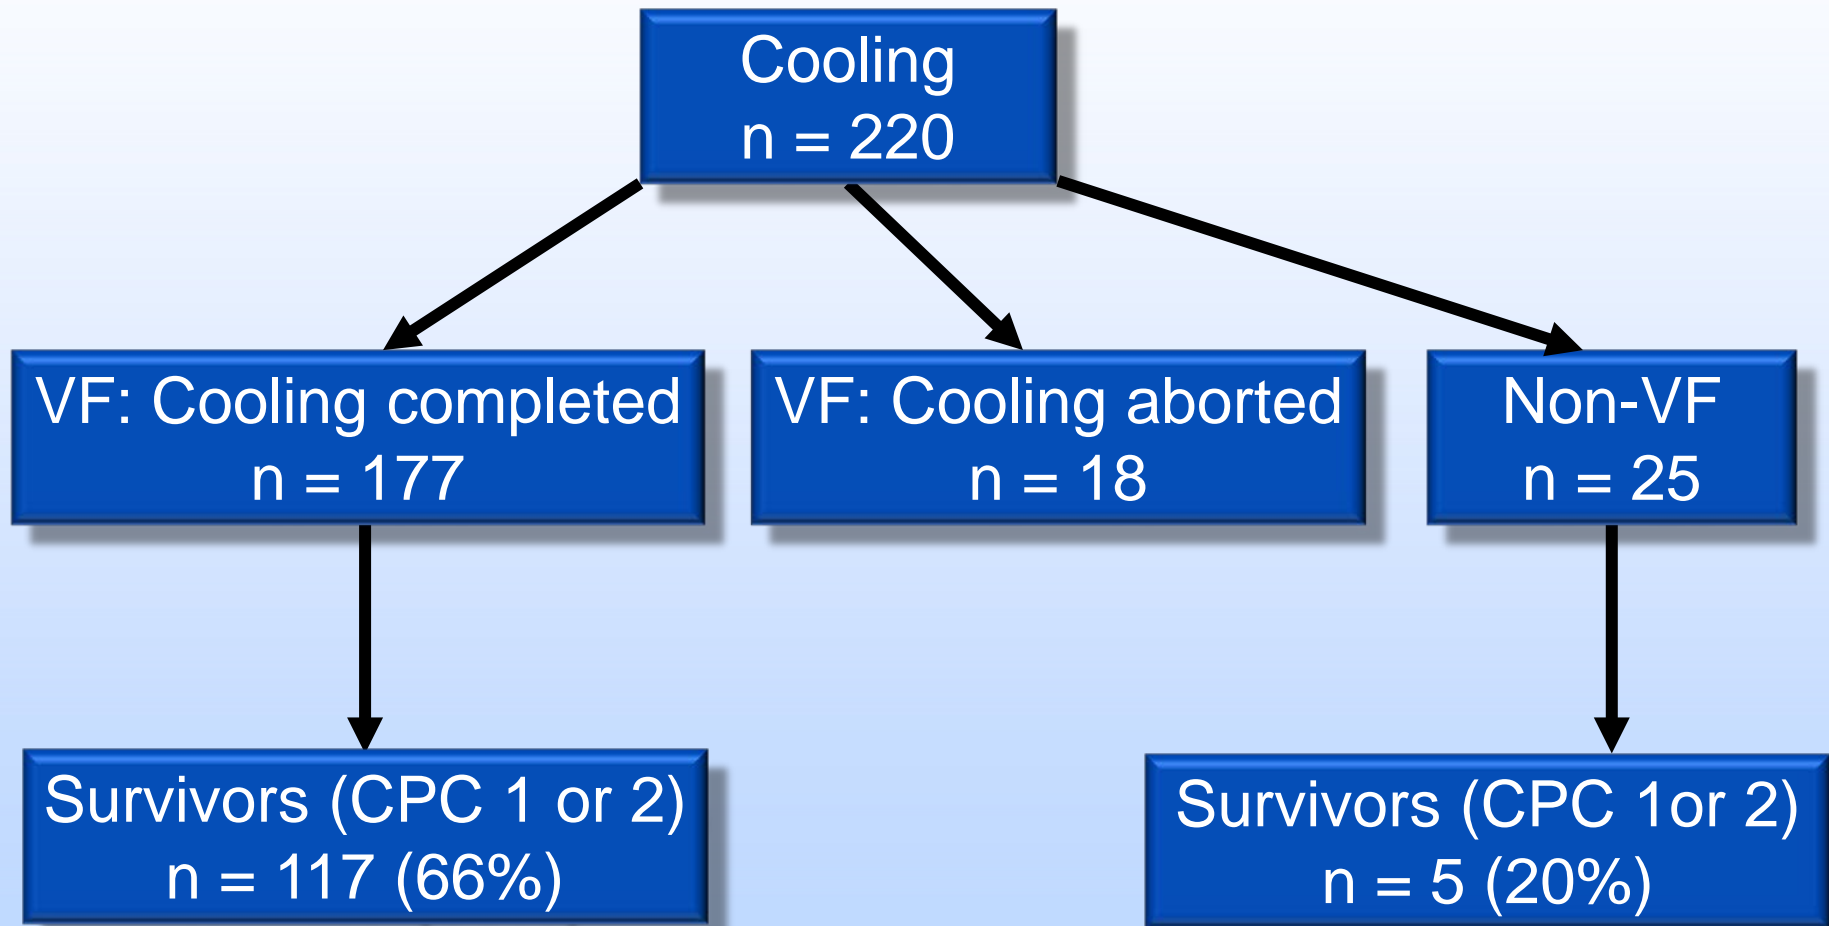 Cooling
n = 220
VF: Cooling completed
n = 177
VF: Cooling aborted
n = 18
Non-VF
n = 25
Survivors (CPC 1 or 2)
n = 117 (66%)
Survivors (CPC 1or 2)
n = 5 (20%)